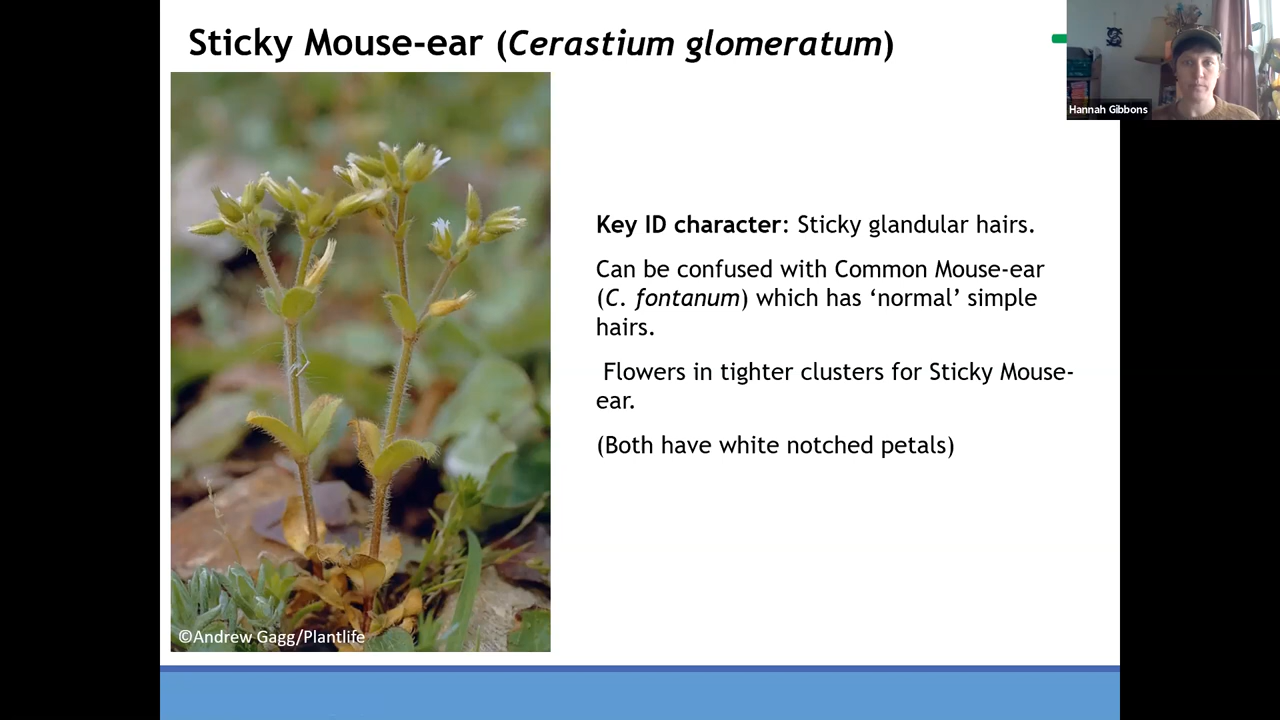 Sticky Mouse-ear (Cerastium glomeratum)
Hannah Gibbons
Key ID character: Sticky glandular hairs.
Can be confused with Common Mouse-ear
(C. fontanum) which has ‘normal’ simple
hairs.
Flowers in tighter clusters for Sticky Mouse-
ear.
(Both have white notched petals)
©Andrew Gagg/Plantlife